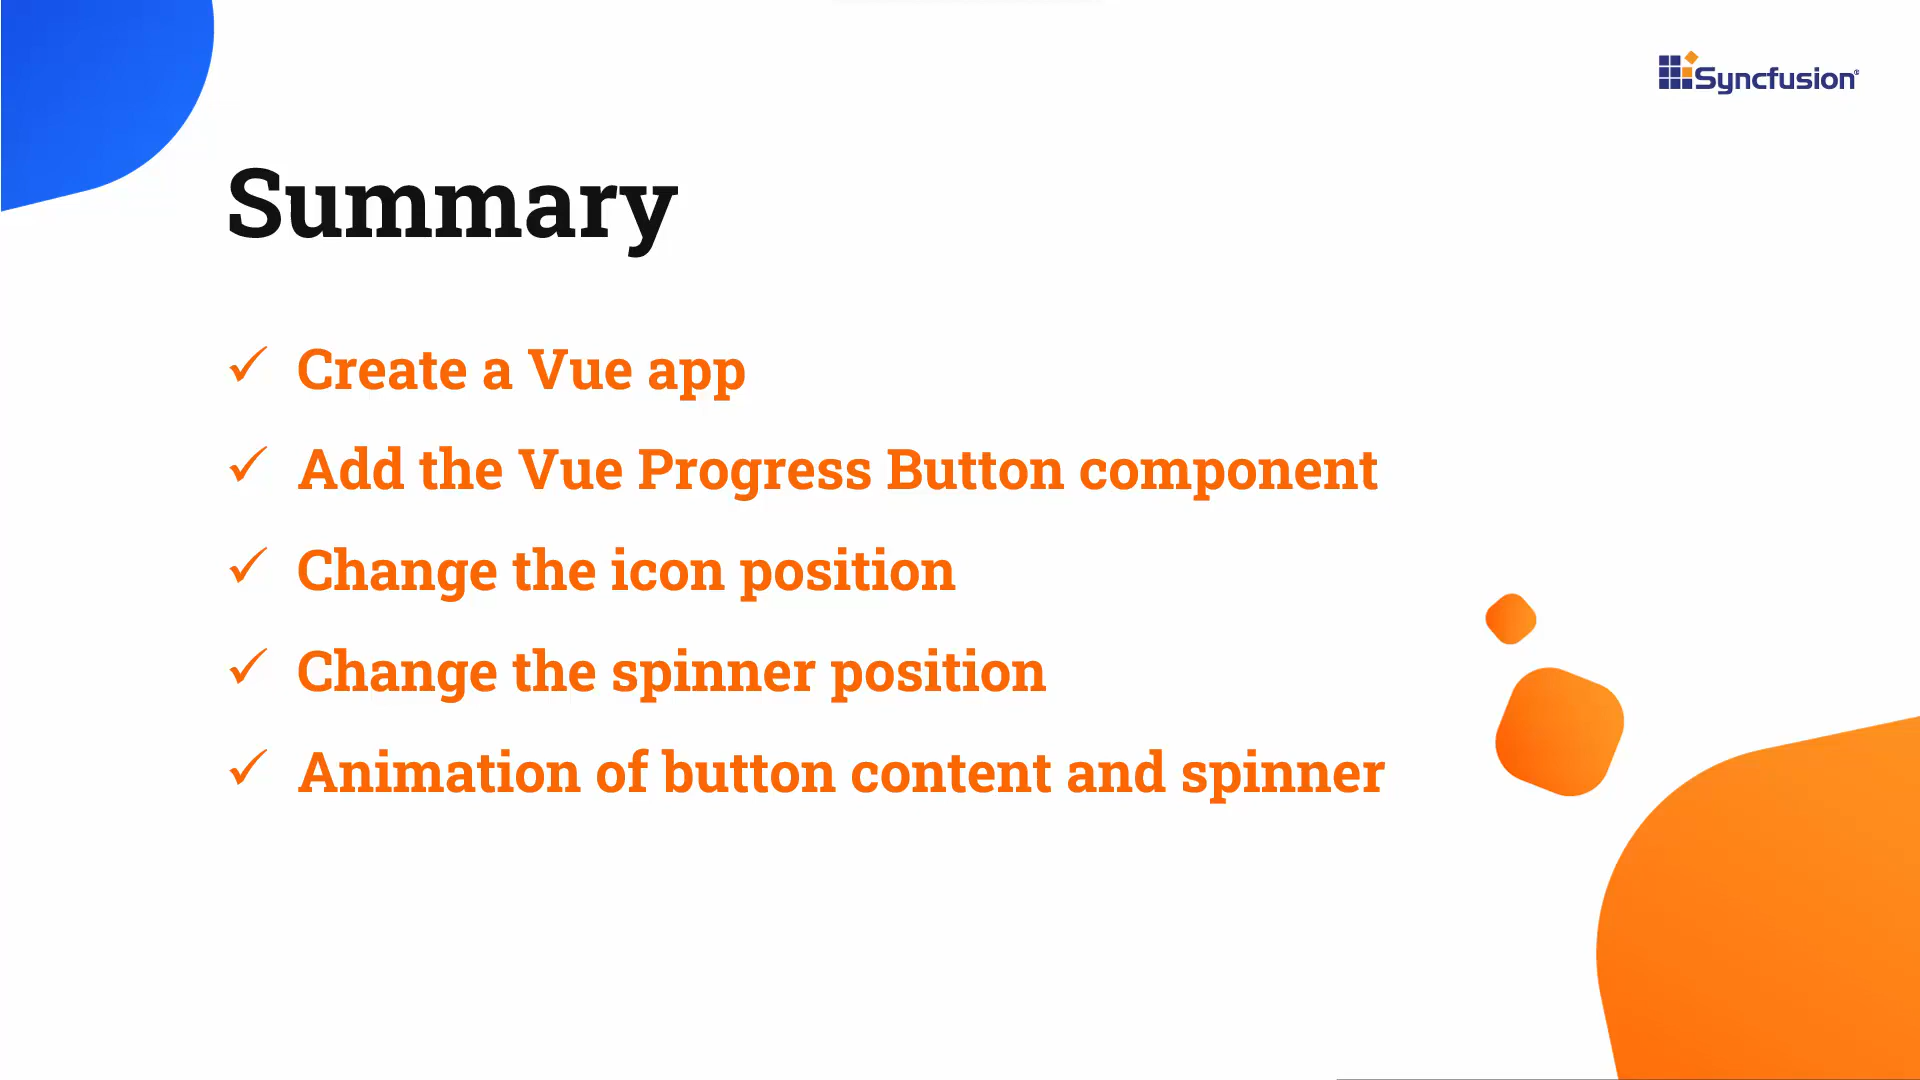 Syncfusion®
Summary
✓ Create a Vue app
✓ Add the Vue Progress Button component
✓ Change the icon position
✓ Change the spinner position
✓ Animation of button content and spinner